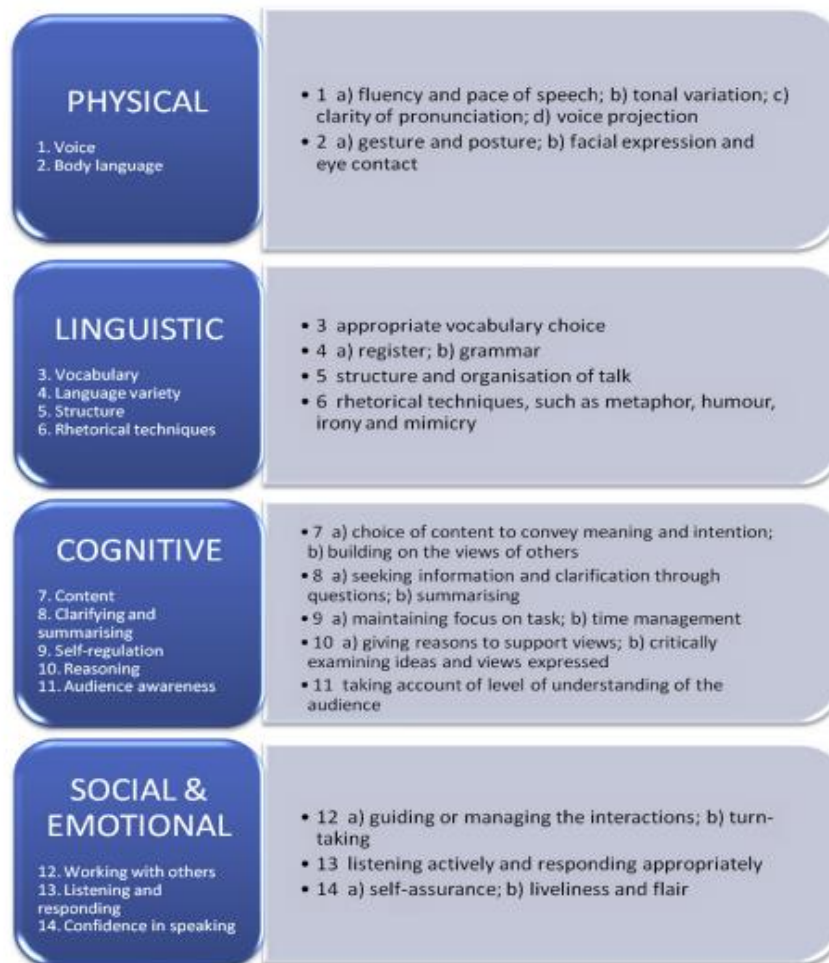 PHYSICAL
1. Voice
2. Body language
• 1 a) fluency and pace of speech; b) tonal variation; c)
clarity of pronunciation; d) voice projection
• 2 a) gesture and posture; b) facial expression and
eye contact
LINGUISTIC
3. Vocabulary
4. Language variety
5. Structure
6. Rhetorical techniques
• 3 appropriate vocabulary choice
• 4 a) register; b) grammar
• 5 structure and organisation of talk
• 6 rhetorical techniques, such as metaphor, humour,
irony and mimicry
COGNITIVE
7. Content
8. Clarifying and
summarising
9. Self-regulation
10. Reasoning
11. Audience awareness
• 7 a) choice of content to convey meaning and intention;
b) building on the views of others
• 8 a) seeking information and clarification through
questions; b) summarising
• 9 a) maintaining focus on task; b) time management
• 10 a) giving reasons to support views; b) critically
examining ideas and views expressed
• 11 taking account of level of understanding of the
audience
SOCIAL &
EMOTIONAL
12. Working with others
13. Listening and
responding
14. Confidence in speaking
• 12 a) guiding or managing the interactions; b) turn-
taking
• 13 listening actively and responding appropriately
• 14 a) self-assurance; b) liveliness and flair